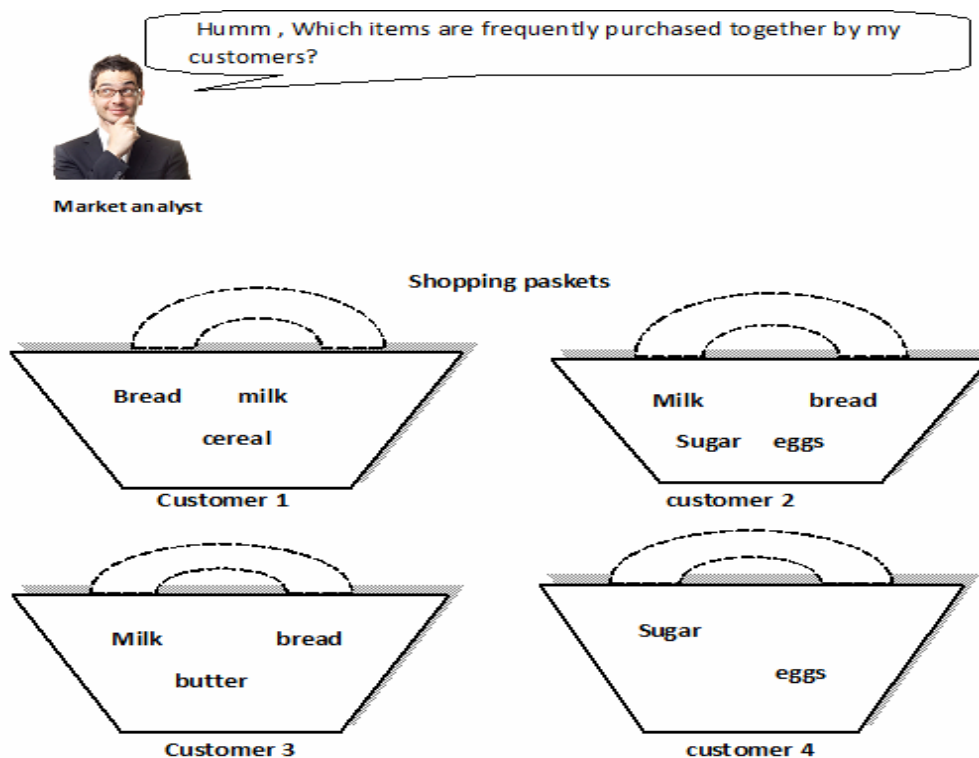 Humm , Which items are frequently purchased together by my
customers?
Market analyst
Shopping paskets
Bread milk
cereal
Customer 1
Milk bread
Sugar eggs
customer 2
Milk bread
butter
Customer 3
Sugar
eggs
customer 4